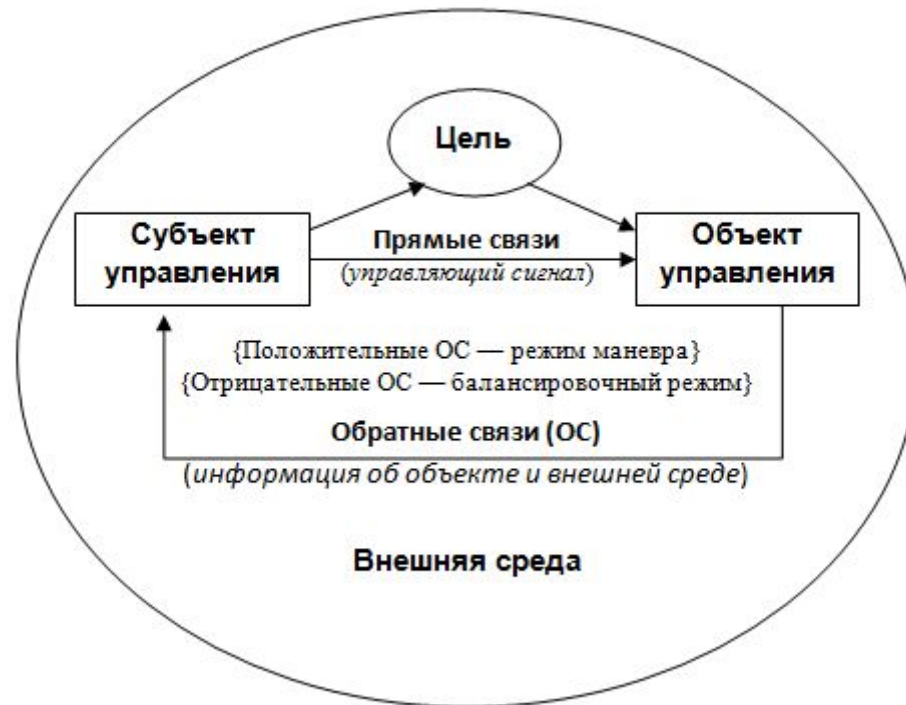 Цель
Субъект
управления
Прямые связи
(управляющий сигнал)
Объект
управления
{Положительные ОС — режим маневра}
{Отрицательные ОС — балансировочный режим}
Обратные связи (ОС)
(информация об объекте и внешней среде)
Внешняя среда